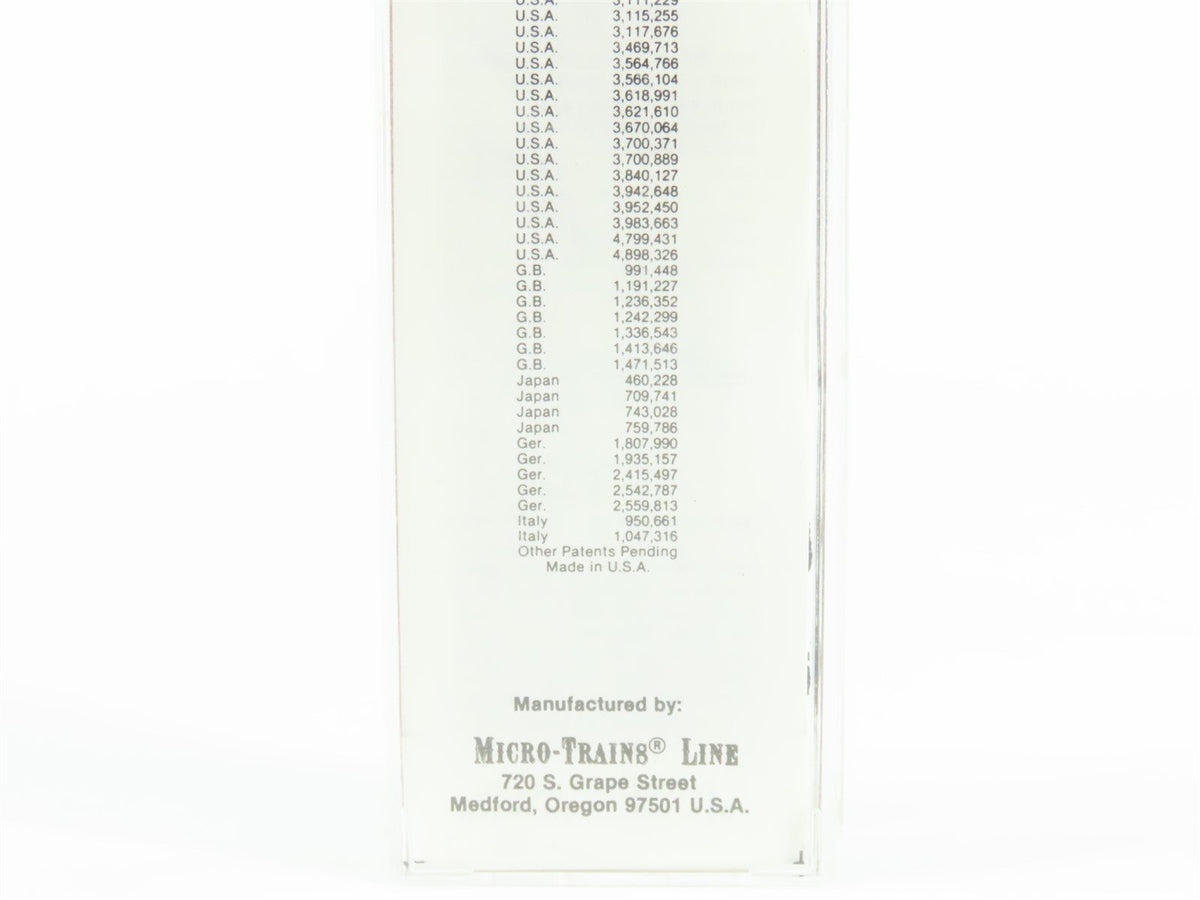 U.S.A. 3,111,229
U.S.A. 3,115,255
U.S.A. 3,117,676
U.S.A. 3,469,713
U.S.A. 3,564,766
U.S.A. 3,566,104
U.S.A. 3,618,991
U.S.A. 3,621,610
U.S.A. 3,670,064
U.S.A. 3,700,371
U.S.A. 3,700,889
U.S.A. 3,840,127
U.S.A. 3,942,648
U.S.A. 3,952,450
U.S.A. 3,983,663
U.S.A. 4,799,431
U.S.A. 4,898,326
G.B. 991,448
G.B. 1,191,227
G.B. 1,236,352
G.B. 1,242,299
G.B. 1,336,543
G.B. 1,413,646
G.B. 1,471,513
Japan 460,228
Japan 709,741
Japan 743,028
Japan 759,786
Ger. 1,807,990
Ger. 1,935,157
Ger. 2,415,497
Ger. 2,542,787
Ger. 2,559,813
Italy 950,661
Italy 1,047,316
Other Patents Pending
Made in U.S.A.
Manufactured by:
MICRO-TRAINS® LINE
720 S. Grape Street
Medford, Oregon 97501 U.S.A.